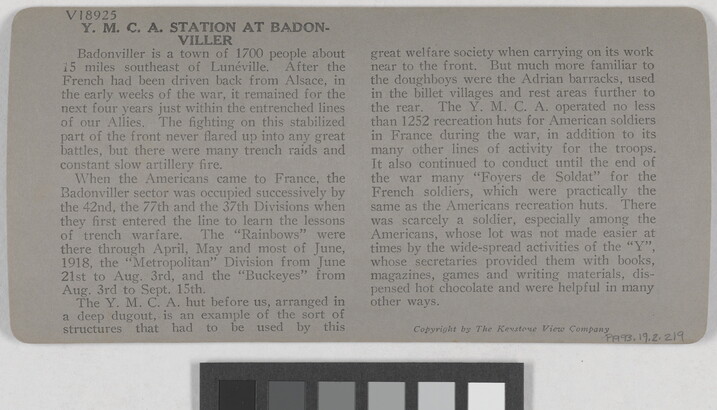 V18925
Y. M. C. A. STATION AT BADON-
VILLER
Badonviller is a town of 1700 people about
15 miles southeast of Lunéville. After the
French had been driven back from Alsace, in
the early weeks of the war, it remained for the
next four years just within the entrenched lines
of our Allies. The fighting on this stabilized
part of the front never flared up into any great
battles, but there were many trench raids and
constant slow artillery fire.
When the Americans came to France, the
Badonviller sector was occupied successively by
the 42nd, the 77th and the 37th Divisions when
they first entered the line to learn the lessons
of trench warfare. The "Rainbows" were
there through April, May and most of June,
1918, the "Metropolitan" Division from June
21st to Aug. 3rd, and the "Buckeyes" from
Aug. 3rd to Sept. 15th.
The Y. M. C. A. hut before us, arranged in
a deep dugout, is an example of the sort of
structures that had to be used by this
great welfare society when carrying on its work
near to the front. But much more familiar to
the doughboys were the Adrian barracks, used
in the billet villages and rest areas further to
the rear. The Y. M. C. A. operated no less
than 1252 recreation huts for American soldiers
in France during the war, in addition to its
many other lines of activity for the troops.
It also continued to conduct until the end of
the war many "Foyers de Soldat" for the
French soldiers, which were practically the
same as the Americans recreation huts. There
was scarcely a soldier, especially among the
Americans, whose lot was not made easier at
times by the wide-spread activities of the "Y",
whose secretaries provided them with books,
magazines, games and writing materials, dis-
pensed hot chocolate and were helpful in many
other ways.
Copyright by The Keystone View Company
PA93.19.2.219